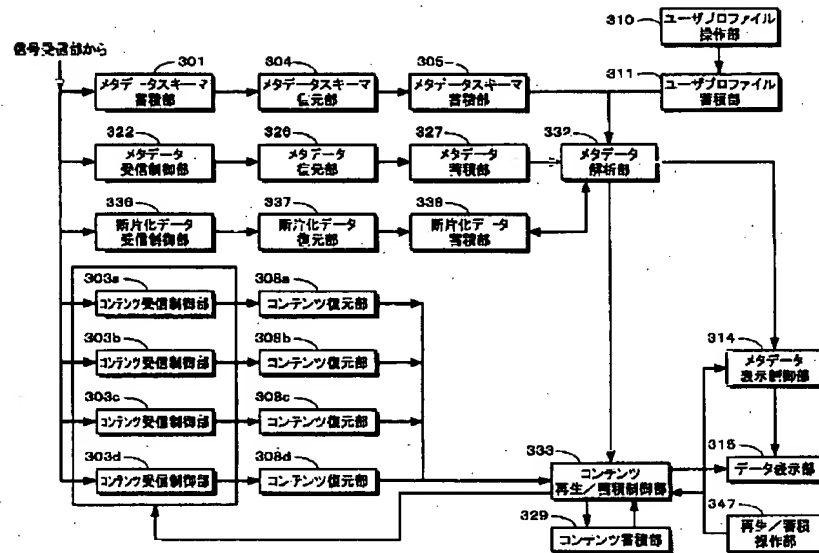 310
ユーザプロファイル
操作部
信号受信部から
301
メタデータスキーマ
蓄積部
304
メタデータスキーマ
復元部
305
メタデータスキーマ
蓄積部
311
ユーザプロファイル
蓄積部
322
メタデータ
受信制御部
326
メタデータ
復元部
327
メタデータ
蓄積部
332
メタデータ
解析部
336
断片化データ
受信制御部
337
断片化データ
復元部
338
断片化データ
蓄積部
303a
コンテンツ受信制御部
308a
コンテンツ復元部
303b
コンテンツ受信制御部
308b
コンテンツ復元部
303c
コンテンツ受信制御部
308c
コンテンツ復元部
303d
コンテンツ受信制御部
308d
コンテンツ復元部
314
メタデータ
表示制御部
333
コンテンツ
再生/蓄積制御部
315
データ表示部
329
コンテンツ蓄積部
347
再生/蓄積
操作部